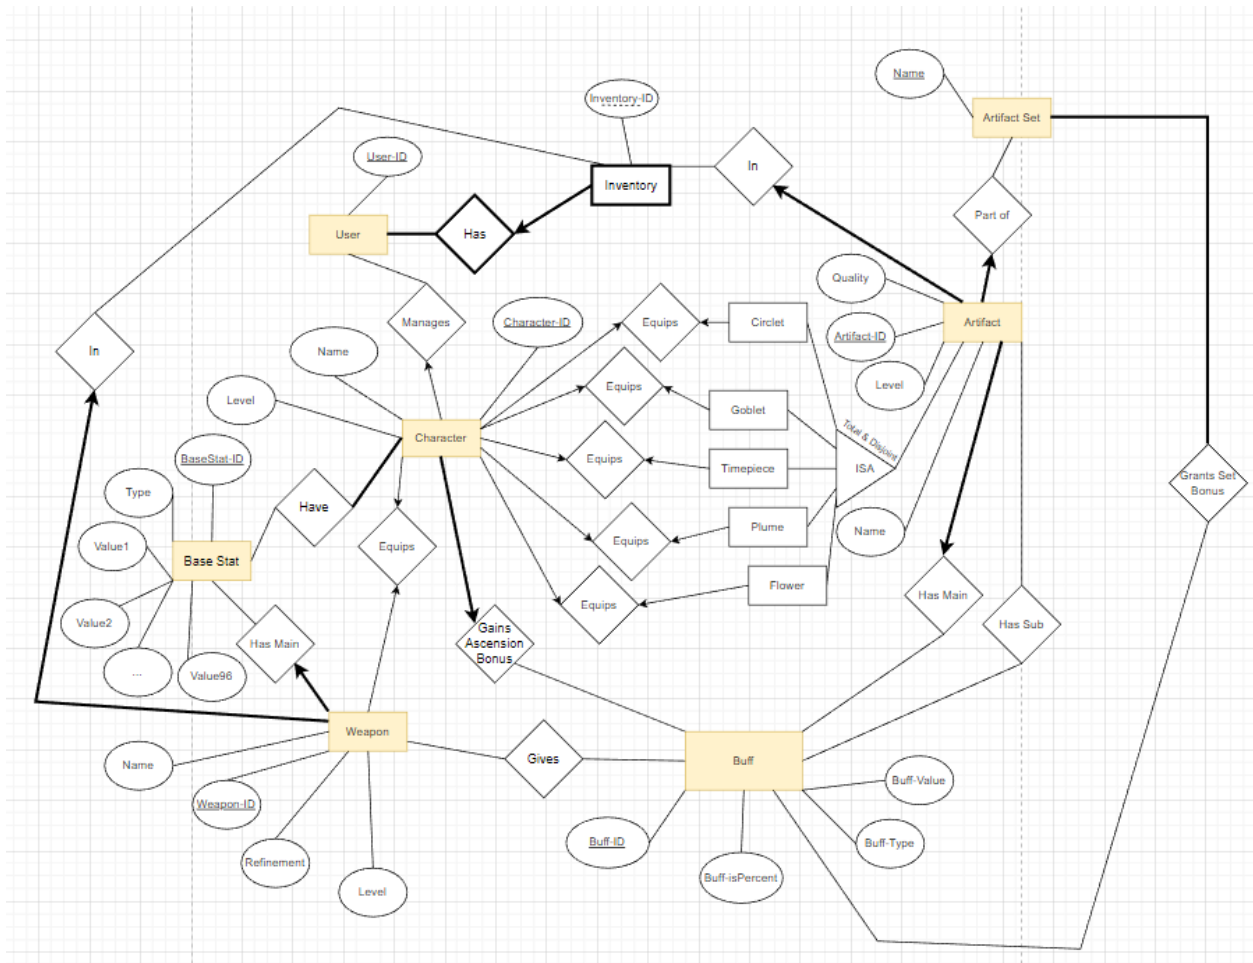 Name
Artifact Set
Inventory-ID
User-ID
In
Inventory
Part of
User
Has
Quality
Character-ID
Manages
Equips
Circlet
Artifact
Artifact-ID
Name
In
Level
Equips
Level
Goblet
Character
Total & Disjoint
BaseStat-ID
Equips
Timepiece
ISA
Grants Set
Bonus
Type
Have
Plume
Name
Value1
Equips
Equips
Base Stat
Flower
Has Main
Equips
Value2
Has Sub
Has Main
Gains
Ascension
Bonus
...
Value96
Weapon
Gives
Buff
Name
Buff-Value
Weapon-ID
Buff-ID
Buff-Type
Refinement
Buff-isPercent
Level